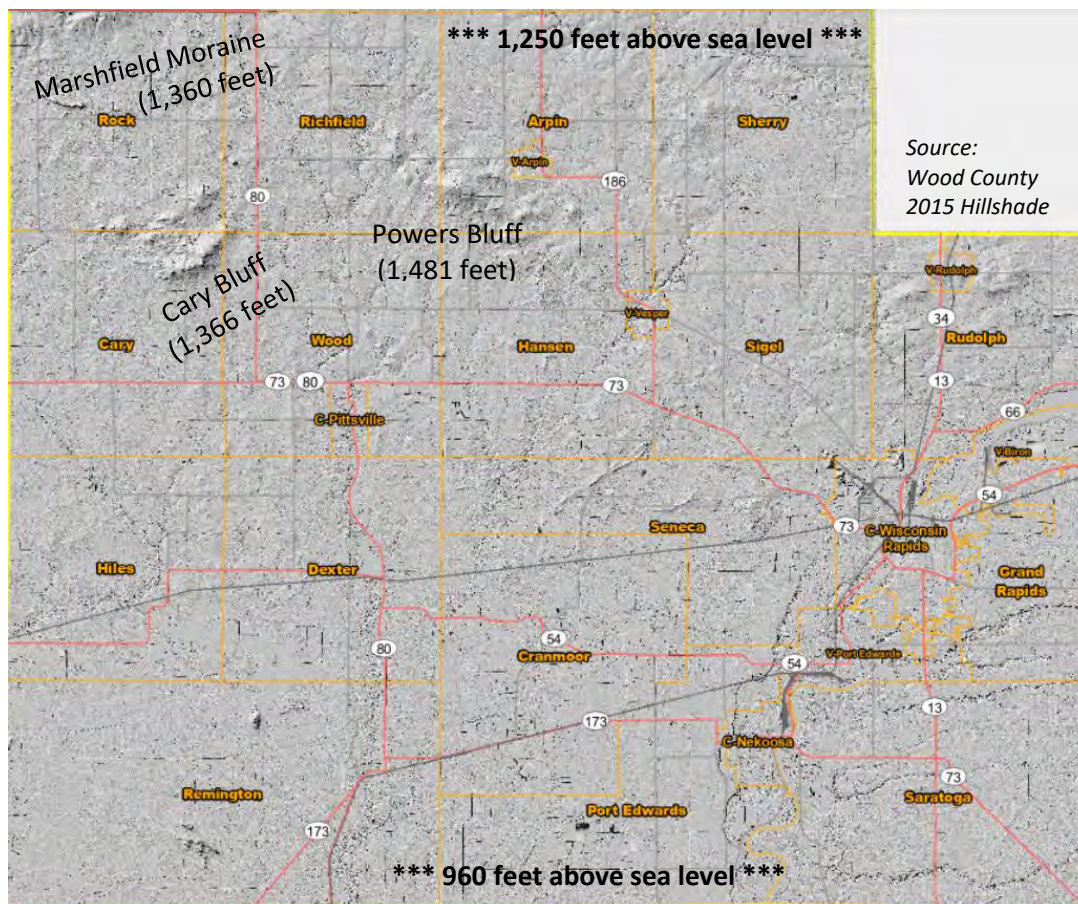 *** 1,250 feet above sea level ***
Marshfield Moraine
(1,360 feet)
Rock
Richfield
Arpin
Sherry
Source:
Wood County
2015 Hillshade
V-Arpin
186
80
Powers Bluff
(1,481 feet)
Cary Bluff
(1,366 feet)
V-Rudolph
V-Vesper
34
Cary
Wood
Hansen
Sigel
Rudolph
73
80
73
13
66
C-Pittsville
V-Biron
54
Seneca
73
C-Wisconsin
Rapids
Hiles
Dexter
Grand
Rapids
54
80
Cranmoor
V-Port Edwards
54
13
173
C-Nekoosa
73
Remington
Port Edwards
Saratoga
173
*** 960 feet above sea level ***